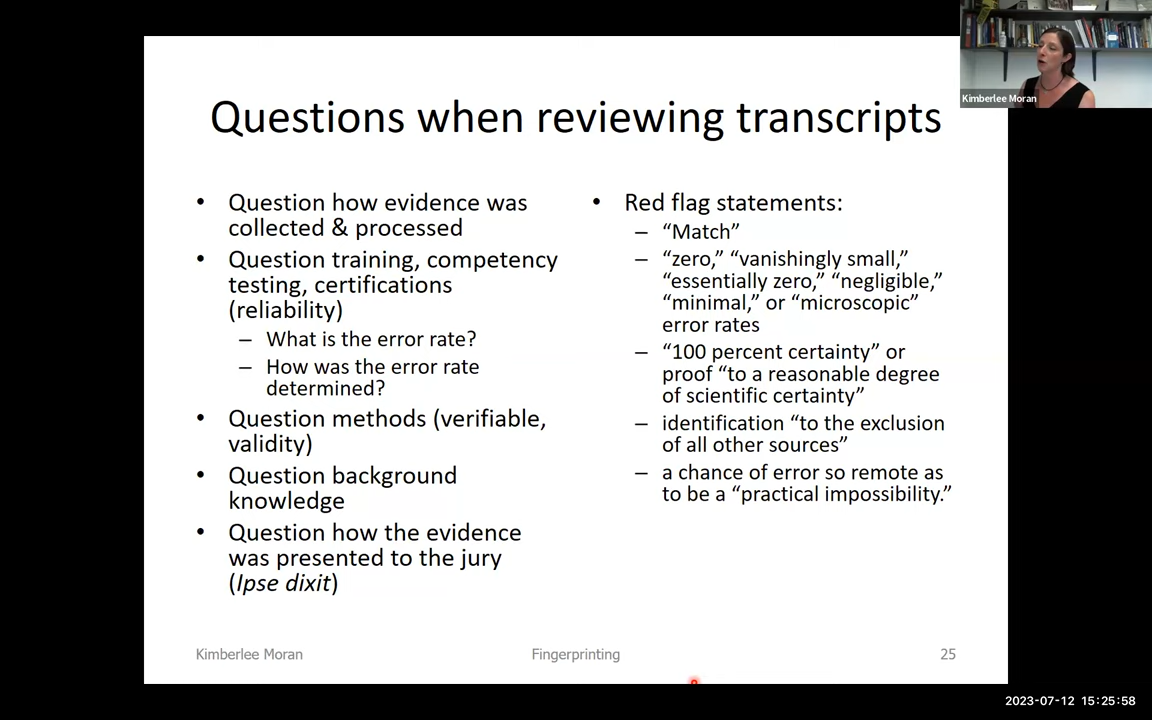 Questions when reviewing transcripts
• Question how evidence was
collected & processed
• Question training, competency
testing, certifications
(reliability)
– What is the error rate?
– How was the error rate
determined?
• Question methods (verifiable,
validity)
• Question background
knowledge
• Question how the evidence
was presented to the jury
(Ipse dixit)
• Red flag statements:
– “Match”
– “zero,” “vanishingly small,”
“essentially zero,” “negligible,”
“minimal,” or “microscopic”
error rates
– “100 percent certainty” or
proof “to a reasonable degree
of scientific certainty”
– identification “to the exclusion
of all other sources”
– a chance of error so remote as
to be a “practical impossibility.”
Kimberlee Moran
Fingerprinting
25
Kimberlee Moran
2023-07-12 15:25:58